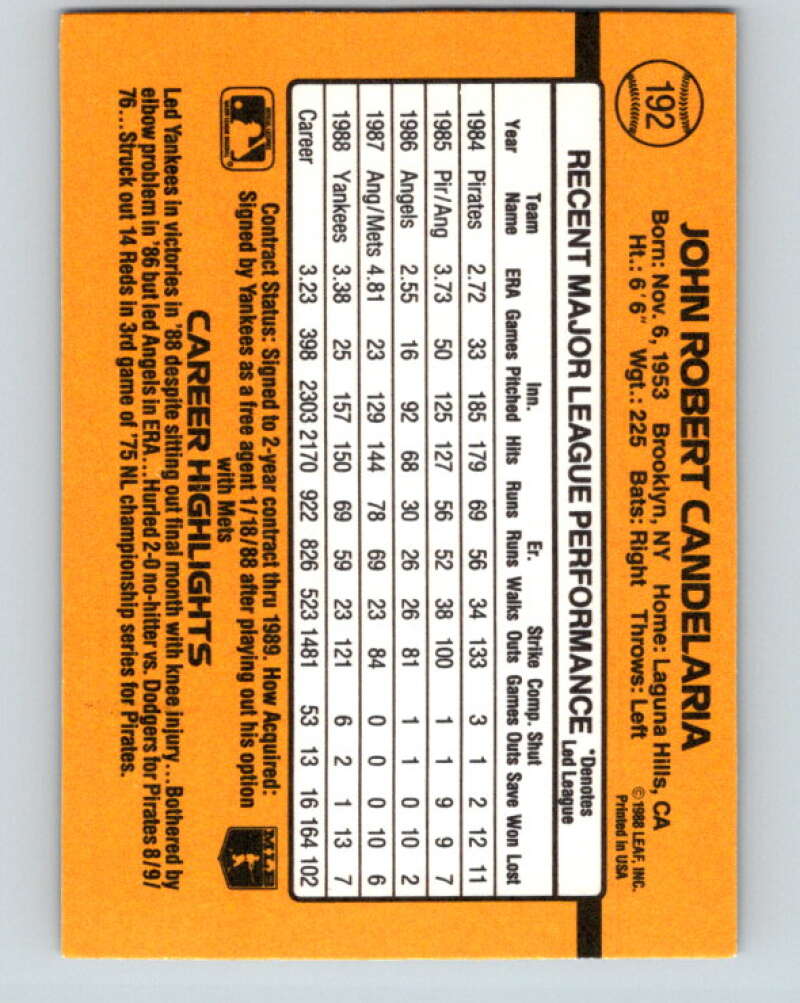 192
JOHN ROBERT CANDELARIA
Born: Nov. 6, 1953 Brooklyn, NY Home: Laguna Hills, CA
Ht.: 6'6" Wgt.: 225 Bats: Right Throws: Left
© 1988 LEAF, INC.
Printed in USA
RECENT MAJOR LEAGUE PERFORMANCE
*Denotes
Led League
Team Inn. Er. Strike Comp. Shut
Year Name ERA Games Pitched Hits Runs Runs Walks Outs Games Outs Save Won Lost
1984 Pirates 2.72 33 185 179 69 56 34 133 3 1 2 12 11
1985 Pir/Ang 3.73 50 125 127 56 52 38 100 1 1 9 9 7
1986 Angels 2.55 16 92 68 30 26 26 81 1 1 0 10 2
1987 Ang/Mets 4.81 23 129 144 78 69 23 84 0 0 0 10 6
1988 Yankees 3.38 25 157 150 69 59 23 121 6 2 1 13 7
Career 3.23 398 2303 2170 922 826 523 1481 53 13 16 164 102
Contract Status: Signed to 2-year contract thru 1989. How Acquired:
Signed by Yankees as a free agent 1/18/88 after playing out his option
with Mets
MLP
CAREER HIGHLIGHTS
Led Yankees in victories in '88 despite sitting out final month with knee injury...Bothered by
elbow problem in '86 but led Angels in ERA...Hurled 2-0 no-hitter vs. Dodgers for Pirates 8/9/
76...Struck out 14 Reds in 3rd game of '75 NL championship series for Pirates.